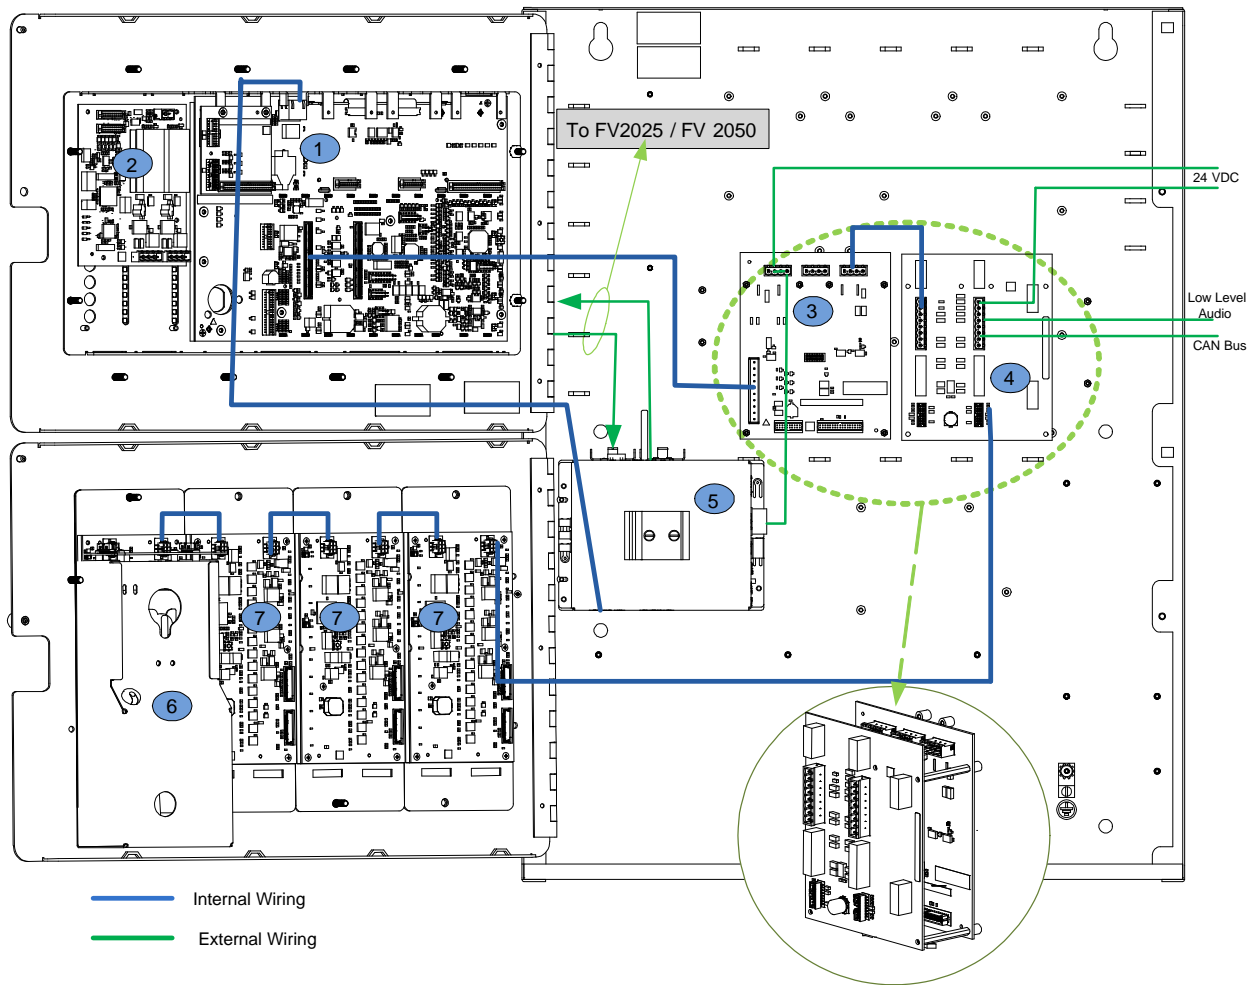 To FV2025 / FV 2050
1
2
24 VDC
3
Low Level
Audio
CAN Bus
4
5
7
7
7
6
Internal Wiring
External Wiring